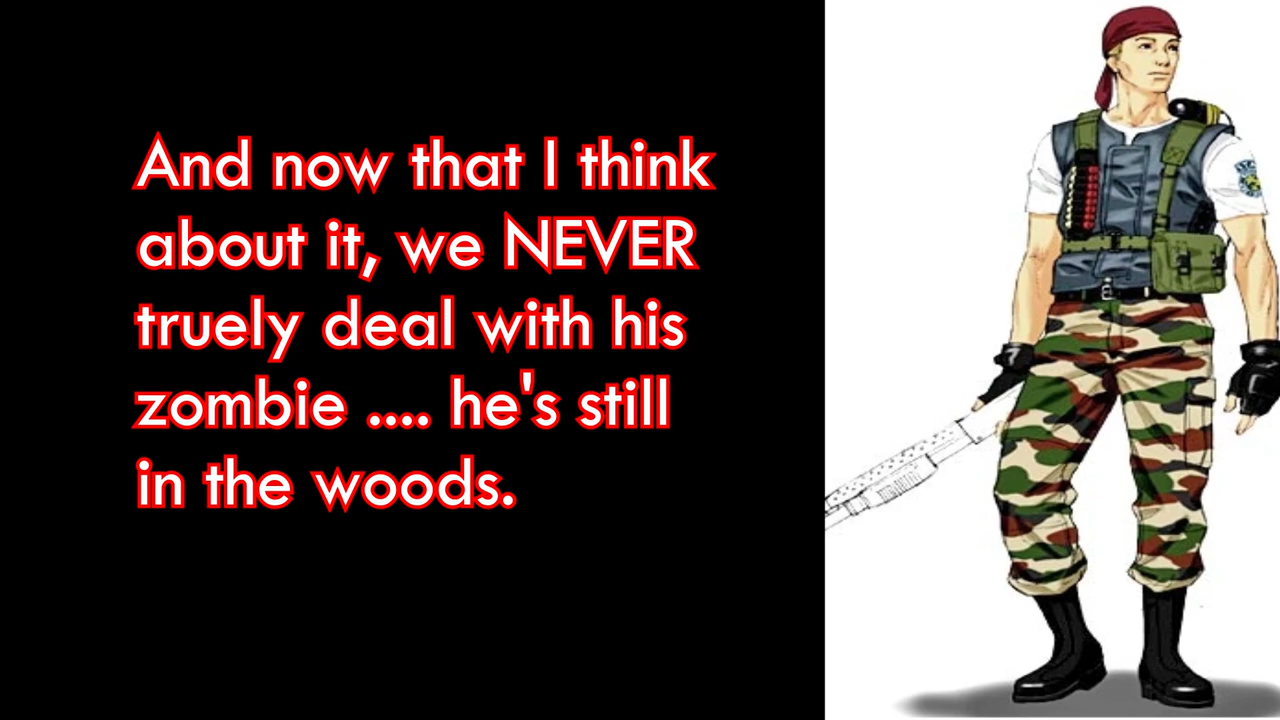 And now that I think
about it, we NEVER
truely deal with his
zombie .... he's still
in the woods.